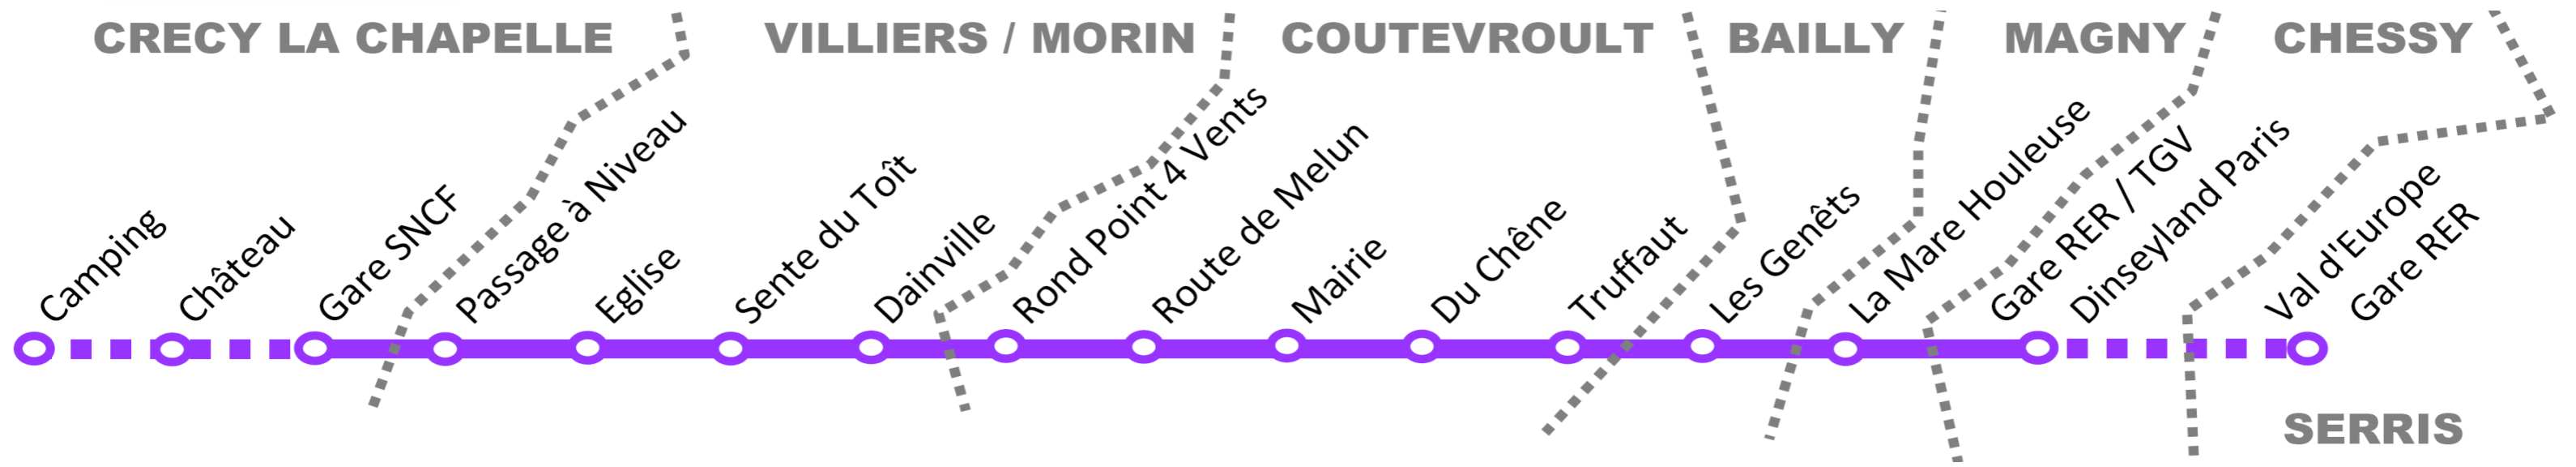 CRECY LA CHAPELLE
VILLIERS / MORIN
COUTEVROULT
BAILLY
MAGNY
CHESSY
Camping
Château
Gare SNCF
Passage à Niveau
Eglise
Sente du Toît
Dainville
Rond Point 4 Vents
Route de Melun
Mairie
Du Chêne
Truffaut
Les Genêts
La Mare Houleuse
Gare RER / TGV
Dinseyland Paris
Val d'Europe
Gare RER
SERRIS